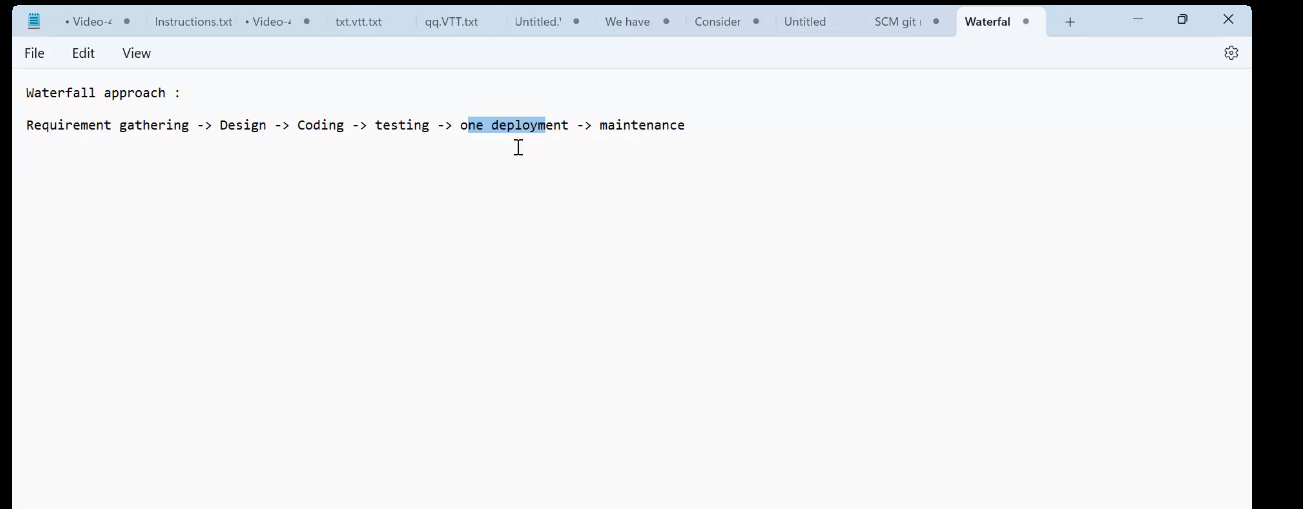 • Video-4 • Instructions.txt • Video-4 • txt.vtt.txt qq.VTT.txt Untitled.' • We have • Consider • Untitled SCM git • Waterfal • +
File Edit View
Waterfall approach :
Requirement gathering -> Design -> Coding -> testing -> one deployment -> maintenance